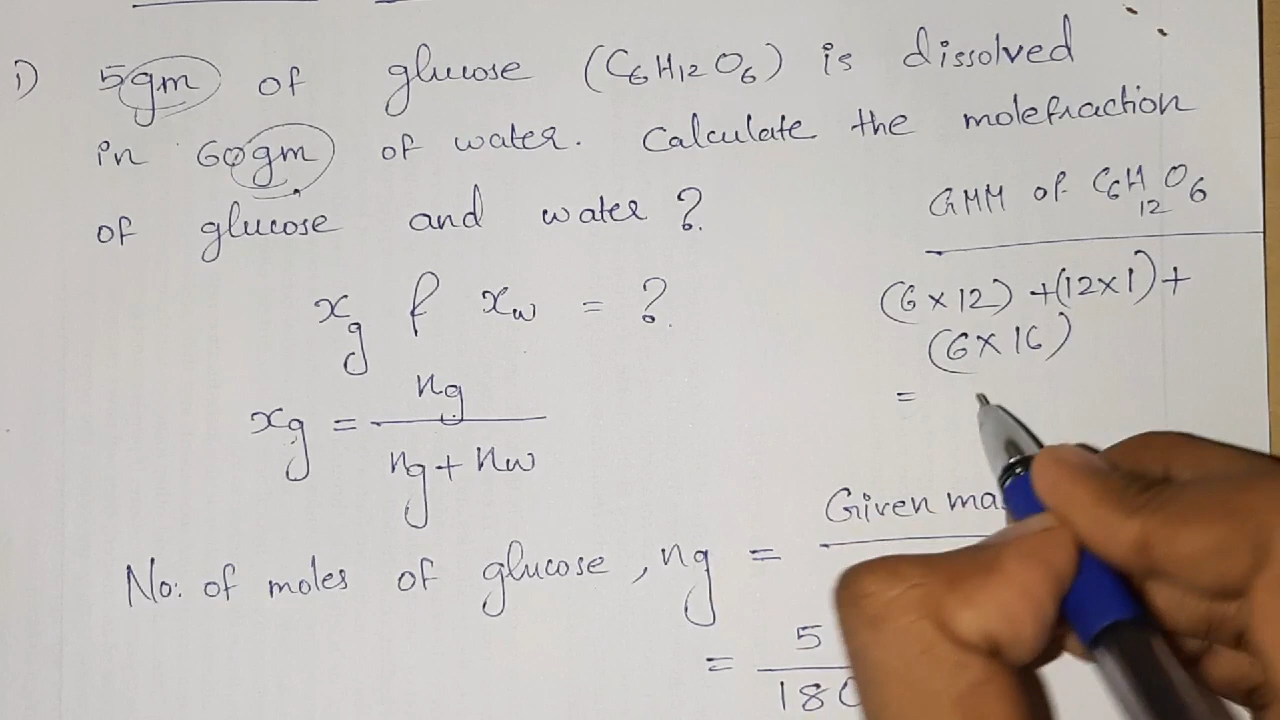 1) 5gm of glucose (C6H12O6) is dissolved
in 60gm of water. Calculate the molefraction
of glucose and water ?
GMM of C6H12O6
(6×12) +(12×1)+
(6×16)
=
xg & xw = ?
xg = ng
ng + nw
Given
No: of moles of glucose, ng =
= 5
180